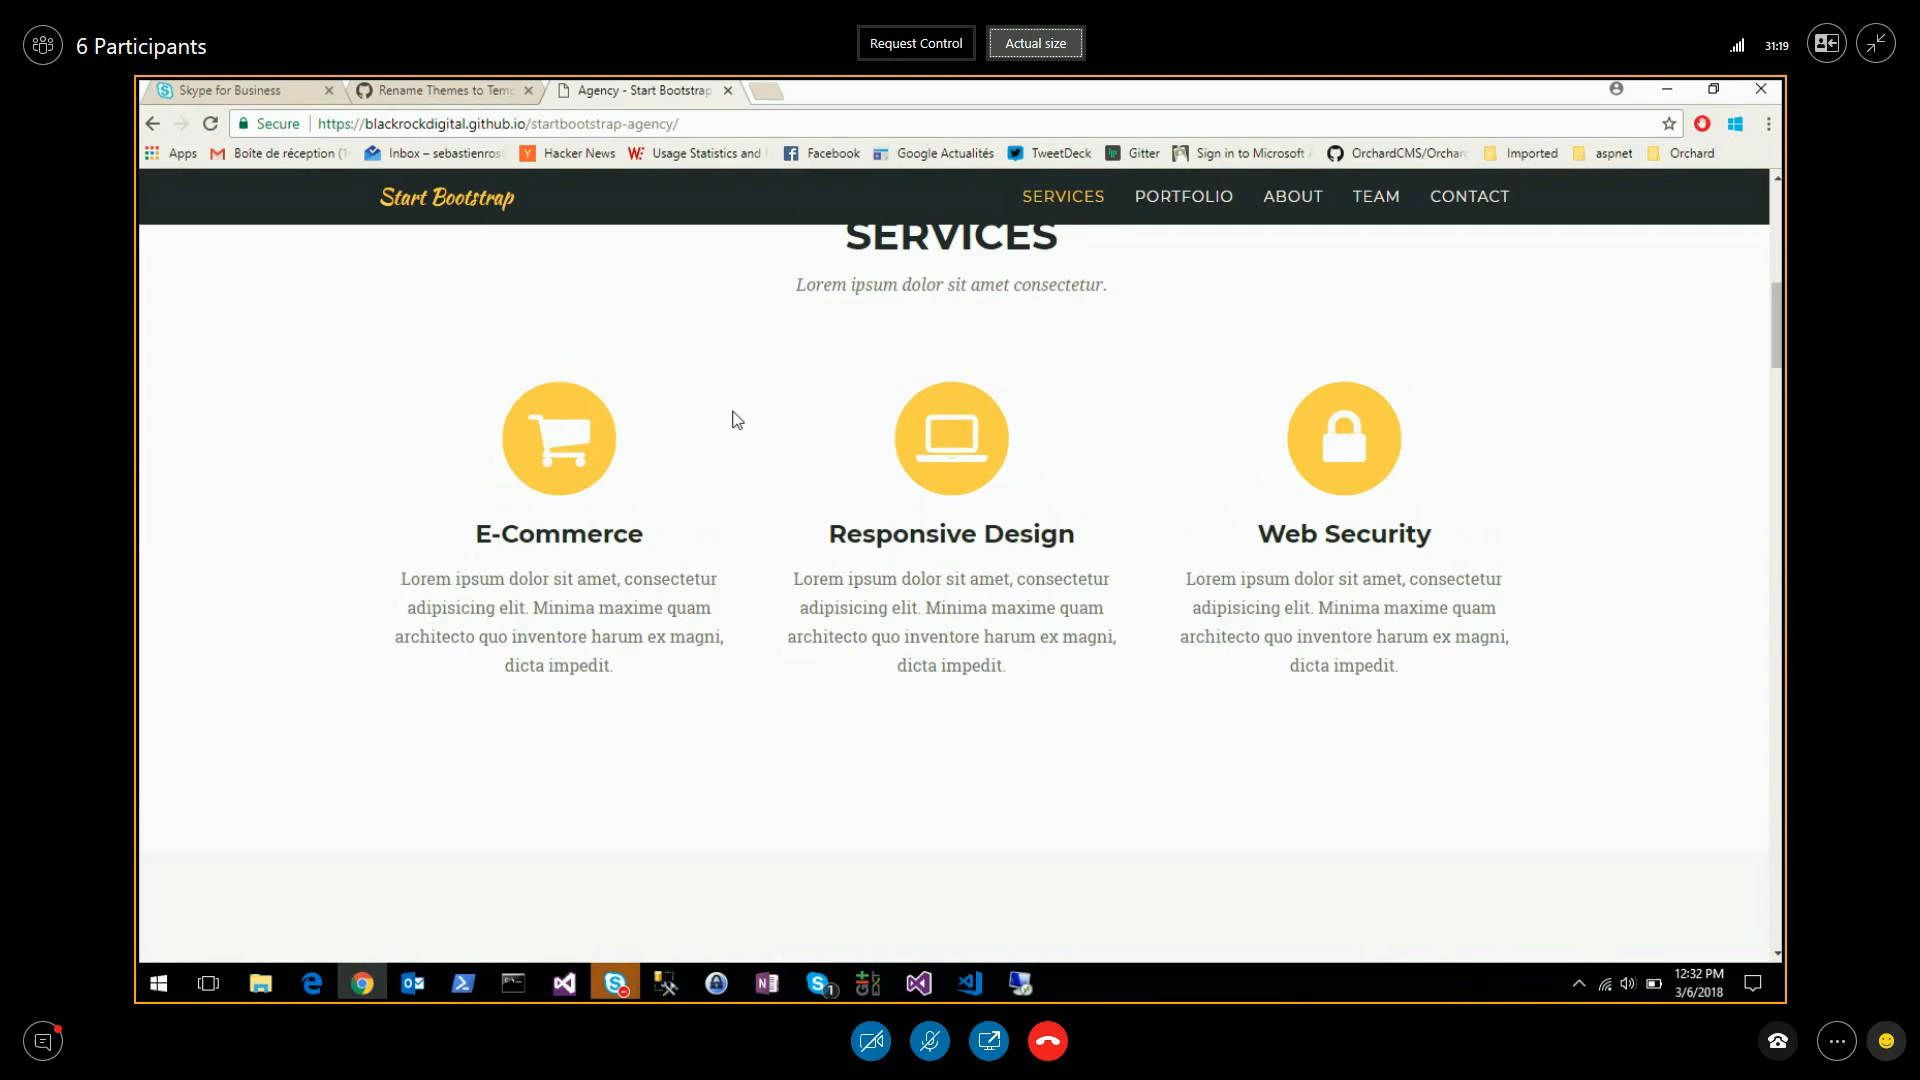 6 Participants
Request Control
Actual size
31:19
Skype for Business
Rename Themes to Temp
Agency - Start Bootstrap
Secure
https://blackrockdigital.github.io/startbootstrap-agency/
Apps
Boîte de réception (1
Inbox – sebastienros
Hacker News
Usage Statistics and
Facebook
Google Actualités
TweetDeck
Gitter
Sign in to Microsoft
OrchardCMS/Orchar
Imported
aspnet
Orchard
Start Bootstrap
SERVICES
PORTFOLIO
ABOUT
TEAM
CONTACT
SERVICES
Lorem ipsum dolor sit amet consectetur.
E-Commerce
Lorem ipsum dolor sit amet, consectetur
adipisicing elit. Minima maxime quam
architecto quo inventore harum ex magni,
dicta impedit.
Responsive Design
Lorem ipsum dolor sit amet, consectetur
adipisicing elit. Minima maxime quam
architecto quo inventore harum ex magni,
dicta impedit.
Web Security
Lorem ipsum dolor sit amet, consectetur
adipisicing elit. Minima maxime quam
architecto quo inventore harum ex magni,
dicta impedit.
12:32 PM
3/6/2018